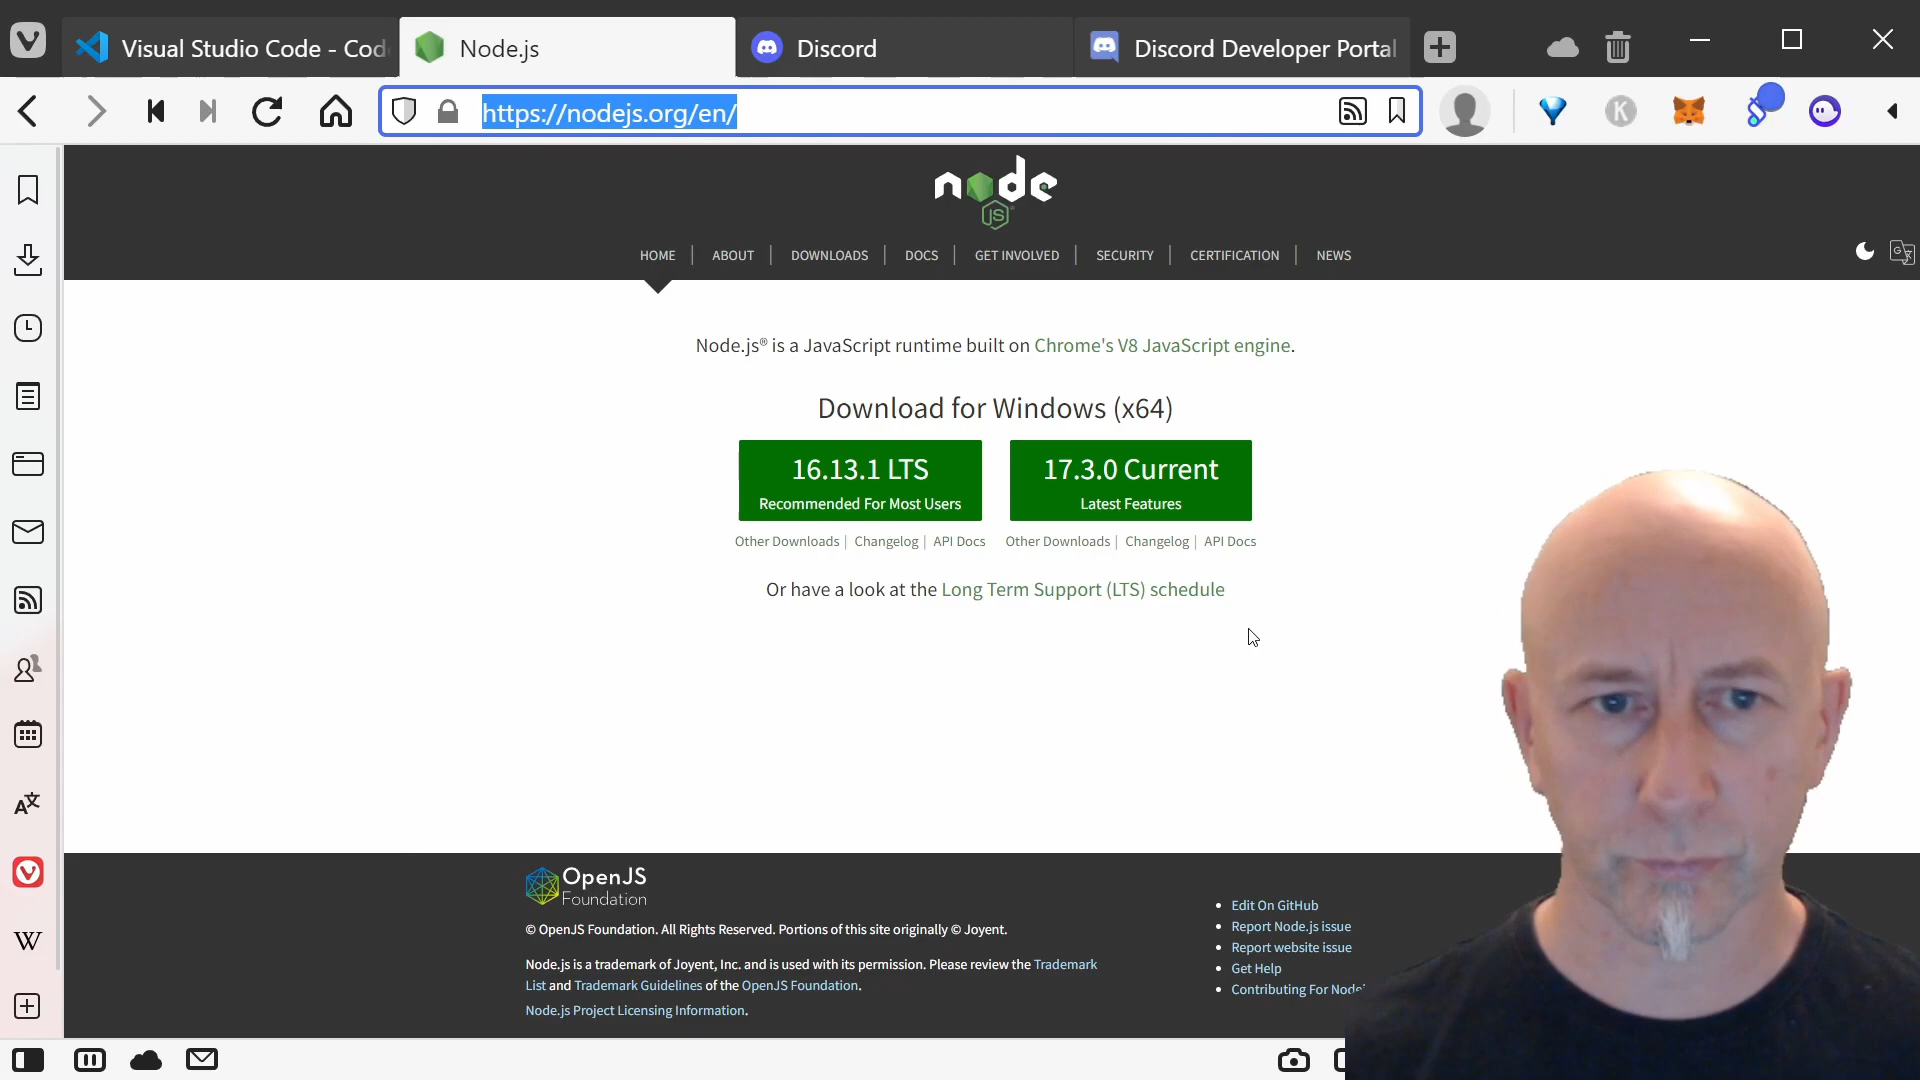 Visual Studio Code - Cod
Node.js
Discord
Discord Developer Portal
https://nodejs.org/en/
K
node
JS
HOME
ABOUT
DOWNLOADS
DOCS
GET INVOLVED
SECURITY
CERTIFICATION
NEWS
Node.js® is a JavaScript runtime built on Chrome's V8 JavaScript engine.
Download for Windows (x64)
16.13.1 LTS
Recommended For Most Users
17.3.0 Current
Latest Features
Other Downloads | Changelog | API Docs
Other Downloads | Changelog | API Docs
Or have a look at the Long Term Support (LTS) schedule
W
OpenJS
Foundation
© OpenJS Foundation. All Rights Reserved. Portions of this site originally © Joyent.
Node.js is a trademark of Joyent, Inc. and is used with its permission. Please review the Trademark
List and Trademark Guidelines of the OpenJS Foundation.
Node.js Project Licensing Information.
Edit On GitHub
Report Node.js issue
Report website issue
Get Help
Contributing For Node